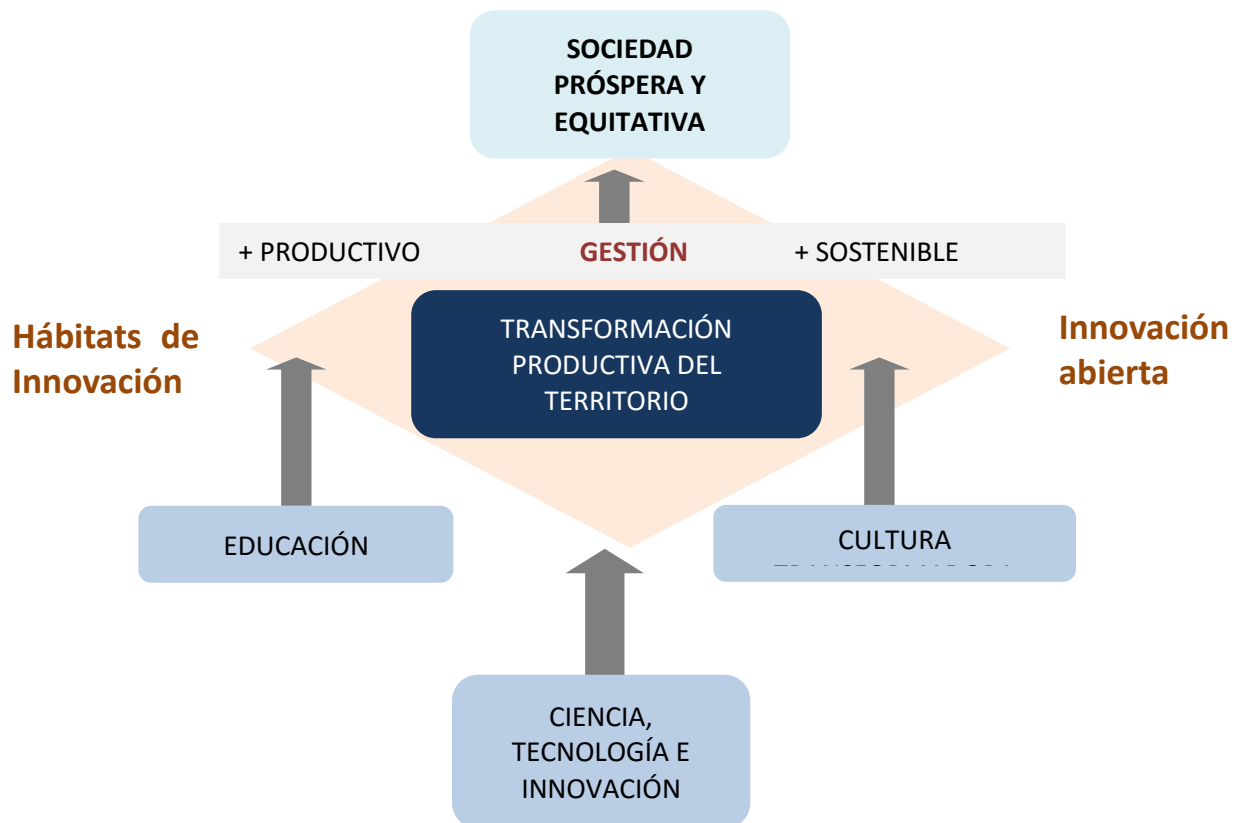 SOCIEDAD
PRÓSPERA Y
EQUITATIVA
+ PRODUCTIVO GESTIÓN + SOSTENIBLE
Hábitats de
Innovación
TRANSFORMACIÓN
PRODUCTIVA DEL
TERRITORIO
Innovación
abierta
EDUCACIÓN
CULTURA
CIENCIA,
TECNOLOGÍA E
INNOVACIÓN